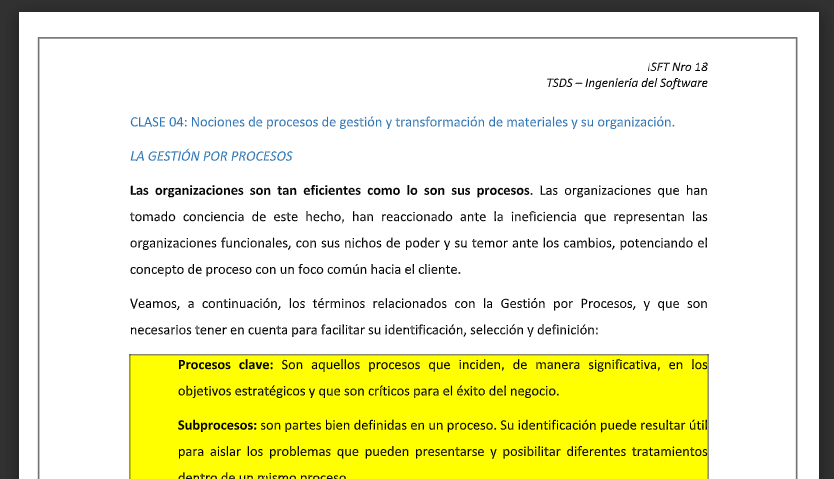 ISFT Nro 18
TSDS – Ingeniería del Software
CLASE 04: Nociones de procesos de gestión y transformación de materiales y su organización.
LA GESTIÓN POR PROCESOS
Las organizaciones son tan eficientes como lo son sus procesos. Las organizaciones que han
tomado conciencia de este hecho, han reaccionado ante la ineficiencia que representan las
organizaciones funcionales, con sus nichos de poder y su temor ante los cambios, potenciando el
concepto de proceso con un foco común hacia el cliente.
Veamos, a continuación, los términos relacionados con la Gestión por Procesos, y que son
necesarios tener en cuenta para facilitar su identificación, selección y definición:
Procesos clave: Son aquellos procesos que inciden, de manera significativa, en los
objetivos estratégicos y que son críticos para el éxito del negocio.
Subprocesos: son partes bien definidas en un proceso. Su identificación puede resultar útil
para aislar los problemas que pueden presentarse y posibilitar diferentes tratamientos
dentro de un mismo proceso.